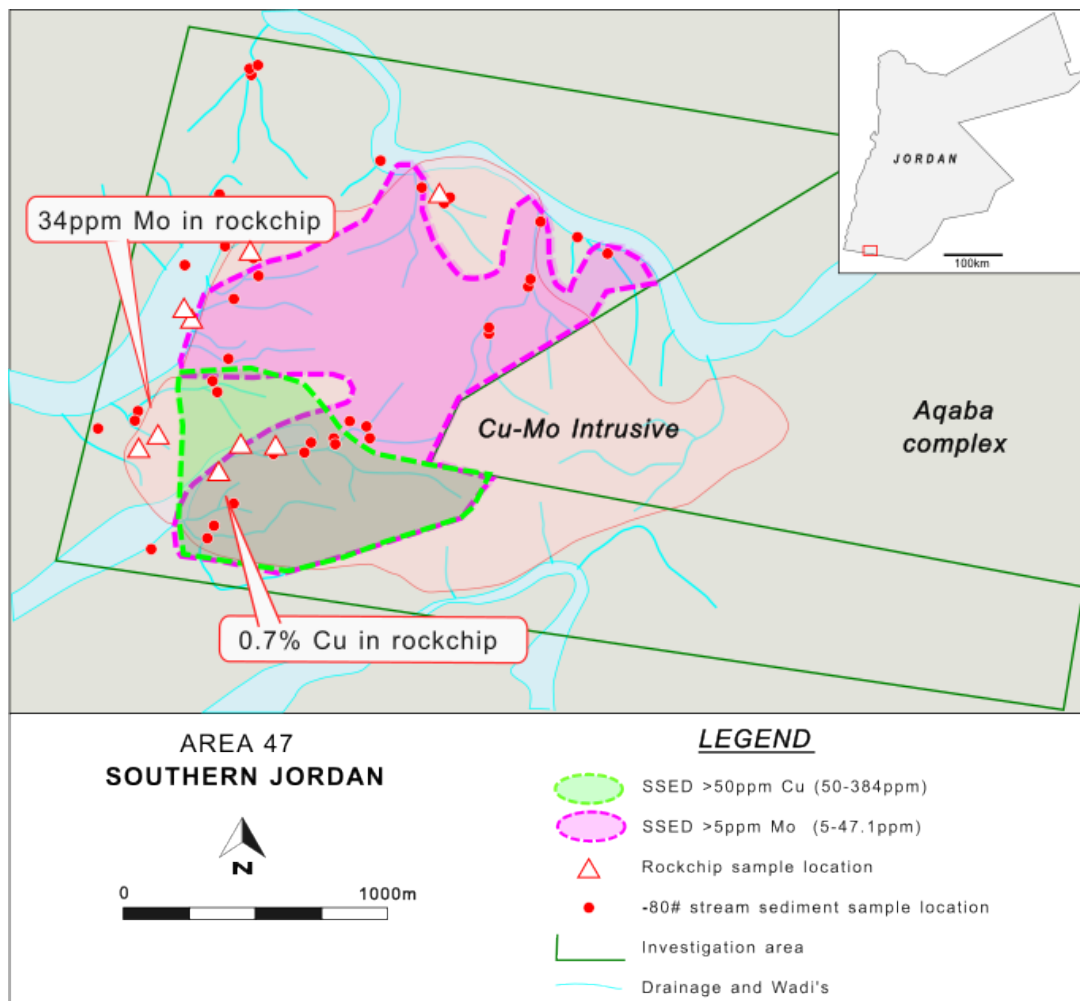 JORDAN
100km
34ppm Mo in rockchip
Cu-Mo Intrusive
Aqaba
complex
0.7% Cu in rockchip
AREA 47
SOUTHERN JORDAN
N
0 1000m
LEGEND
SSED >50ppm Cu (50-384ppm)
SSED >5ppm Mo (5-47.1ppm)
Rockchip sample location
-80# stream sediment sample location
Investigation area
Drainage and Wadi's